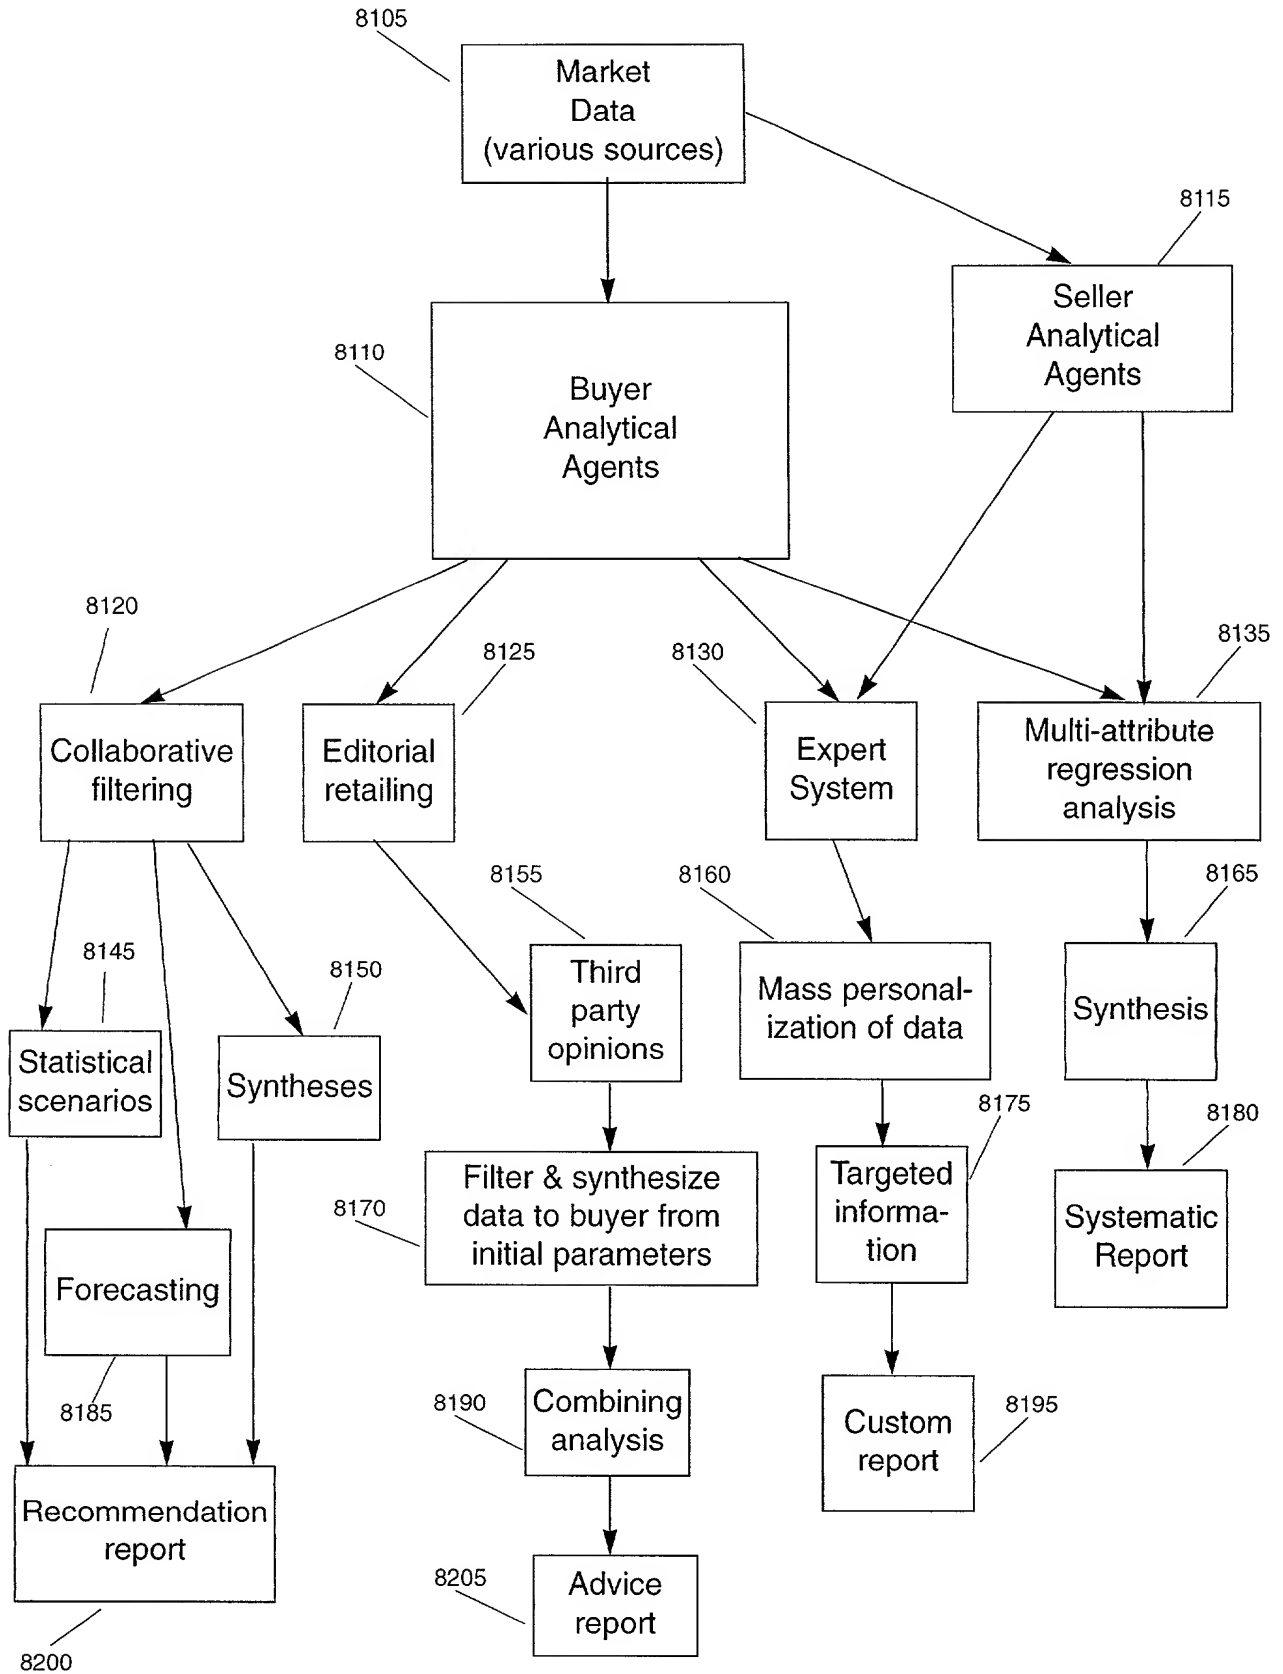 8105
Market
Data
(various sources)
8115
Seller
Analytical
Agents
8110
Buyer
Analytical
Agents
8120
8125
8130
8135
Collaborative
filtering
Editorial
retailing
Expert
System
Multi-attribute
regression
analysis
8155
8160
8165
8145
8150
Third
party
opinions
Mass personal-
ization of data
Synthesis
Statistical
scenarios
Syntheses
8175
8180
8170
Filter & synthesize
data to buyer from
initial parameters
Targeted
informa-
tion
Systematic
Report
Forecasting
8185
8190
Combining
analysis
Custom
report
8195
Recommendation
report
8205
Advice
report
8200